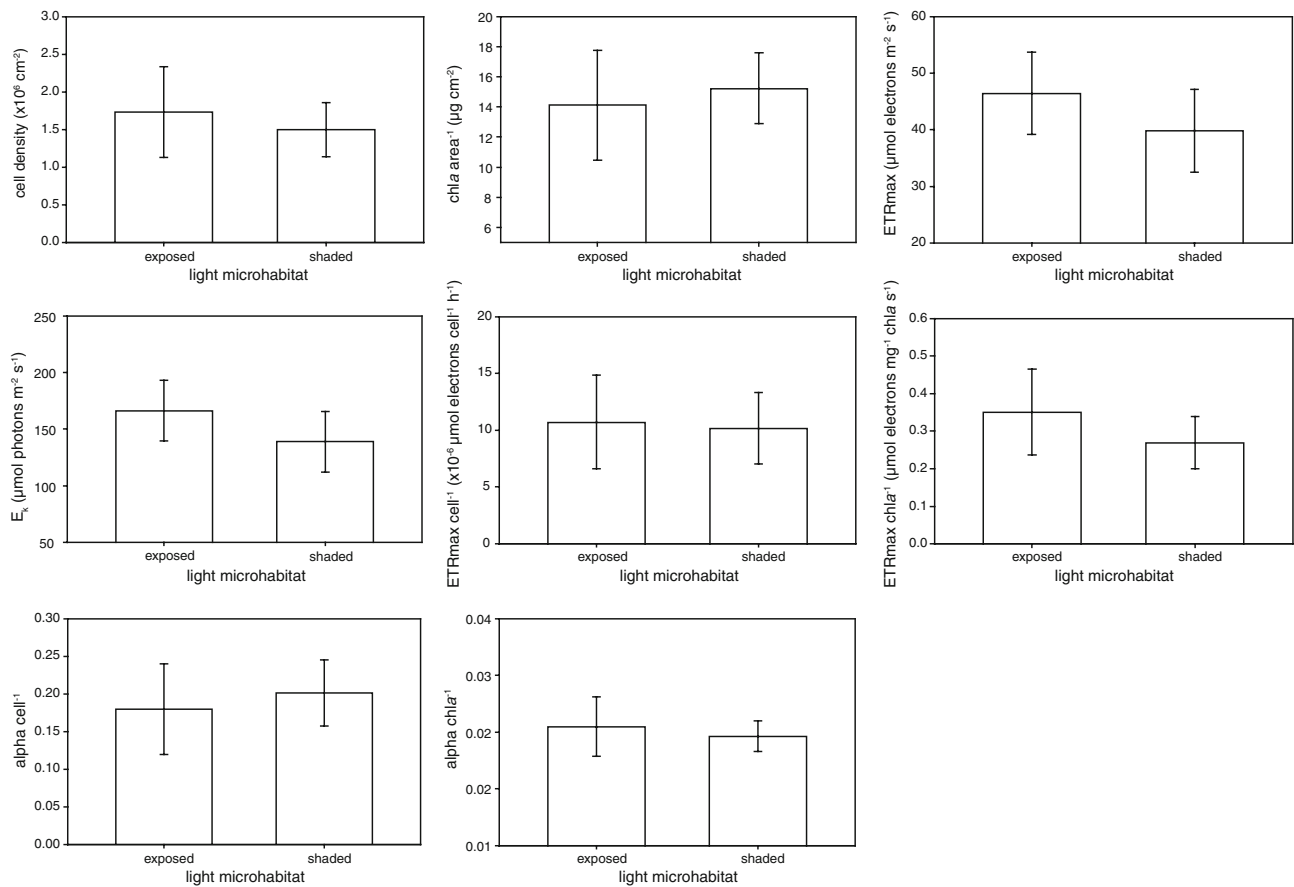 cell density (x10⁶ cm⁻²)
3.0
2.5
2.0
1.5
1.0
0.5
0.0
exposed
shaded
light microhabitat
chla area⁻¹ (µg cm⁻²)
20
18
16
14
12
10
8
6
exposed
shaded
light microhabitat
ETRmax (µmol electrons m⁻² s⁻¹)
60
50
40
30
20
exposed
shaded
light microhabitat
Eₖ (µmol photons m⁻² s⁻¹)
250
200
150
100
50
exposed
shaded
light microhabitat
ETRmax cell⁻¹ (x10⁻⁶ µmol electrons cell⁻¹ h⁻¹)
20
15
10
5
0
exposed
shaded
light microhabitat
ETRmax chla⁻¹ (µmol electrons mg⁻¹ chla s⁻¹)
0.6
0.5
0.4
0.3
0.2
0.1
0.0
exposed
shaded
light microhabitat
alpha cell⁻¹
0.30
0.25
0.20
0.15
0.10
0.05
0.00
exposed
shaded
light microhabitat
alpha chla⁻¹
0.04
0.03
0.02
0.02
0.01
exposed
shaded
light microhabitat